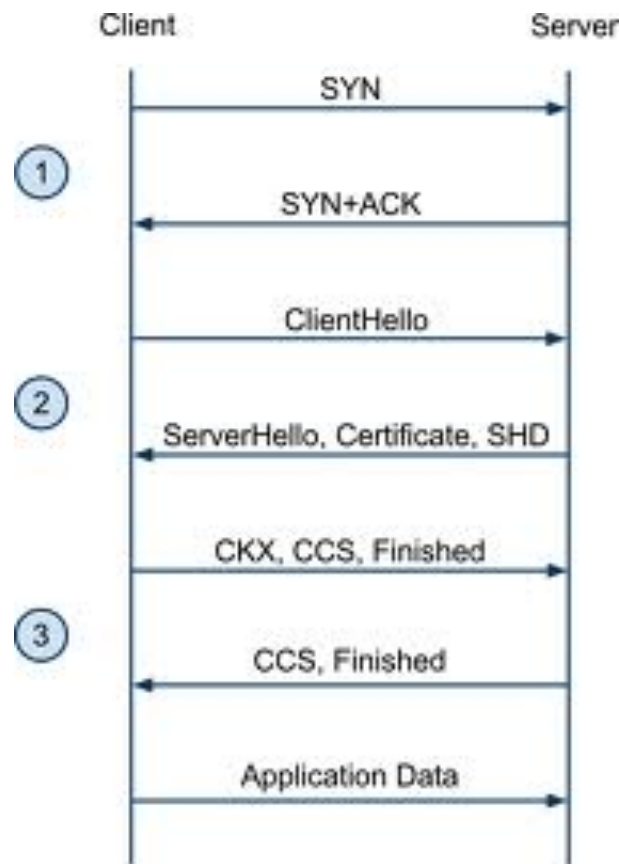 Client
Server
SYN
1
SYN+ACK
ClientHello
2
ServerHello, Certificate, SHD
CKX, CCS, Finished
3
CCS, Finished
Application Data